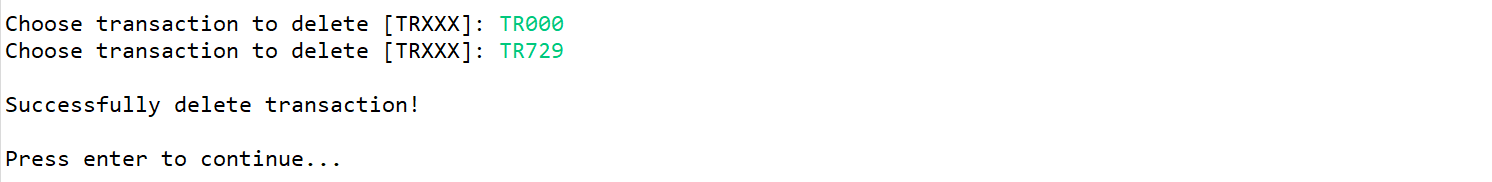 Choose transaction to delete [TRXXX]: TR000
Choose transaction to delete [TRXXX]: TR729
Successfully delete transaction!
Press enter to continue...